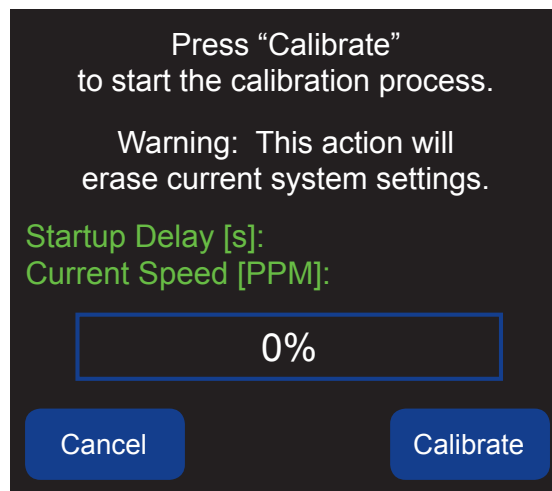 Press “Calibrate”
to start the calibration process.
Warning:  This action will
erase current system settings.
Startup Delay [s]:
Current Speed [PPM]:
0%
Cancel
Calibrate